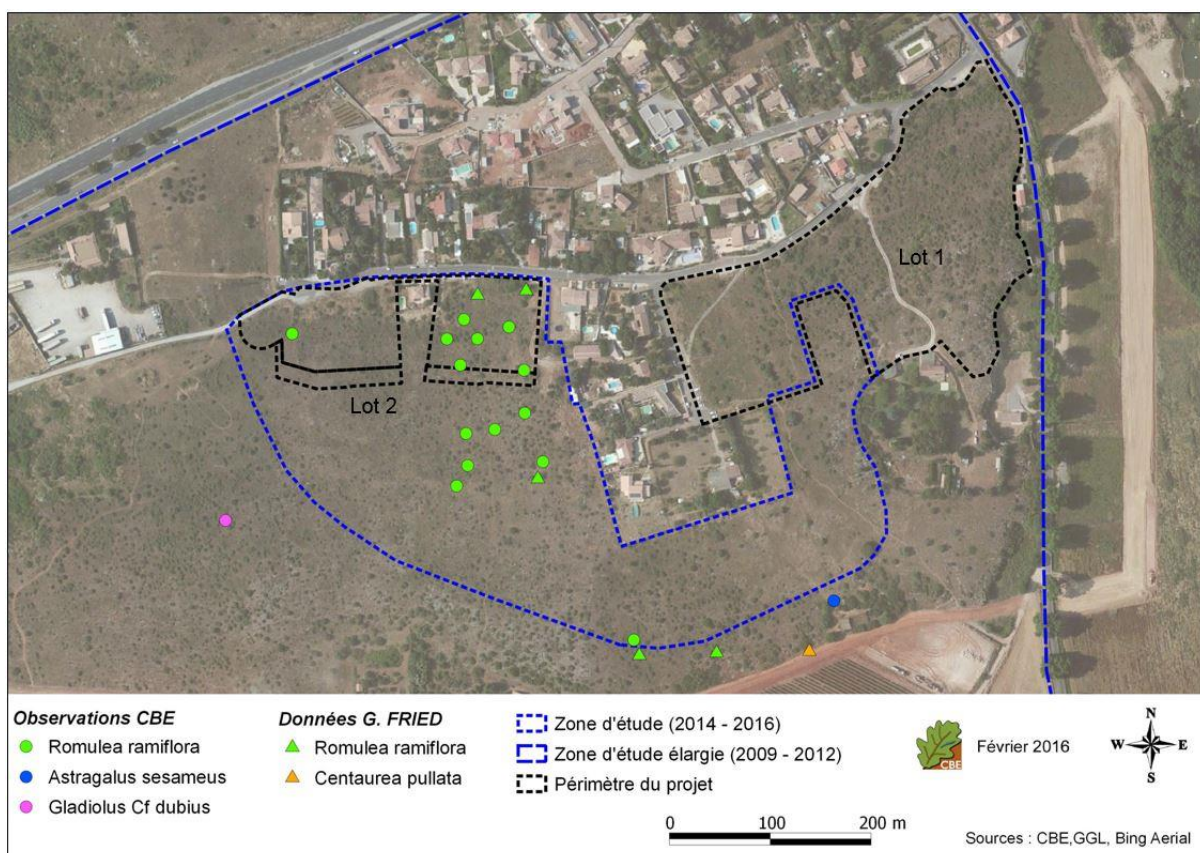 Lot 1
Lot 2
Observations CBE
Romulea ramiflora
Astragalus sesameus
Gladiolus Cf dubius
Données G. FRIED
Romulea ramiflora
Centaurea pullata
Zone d'étude (2014 - 2016)
Zone d'étude élargie (2009 - 2012)
Périmètre du projet
CBE
Février 2016
N
W E
S
0 100 200 m
Sources : CBE,GGL, Bing Aerial